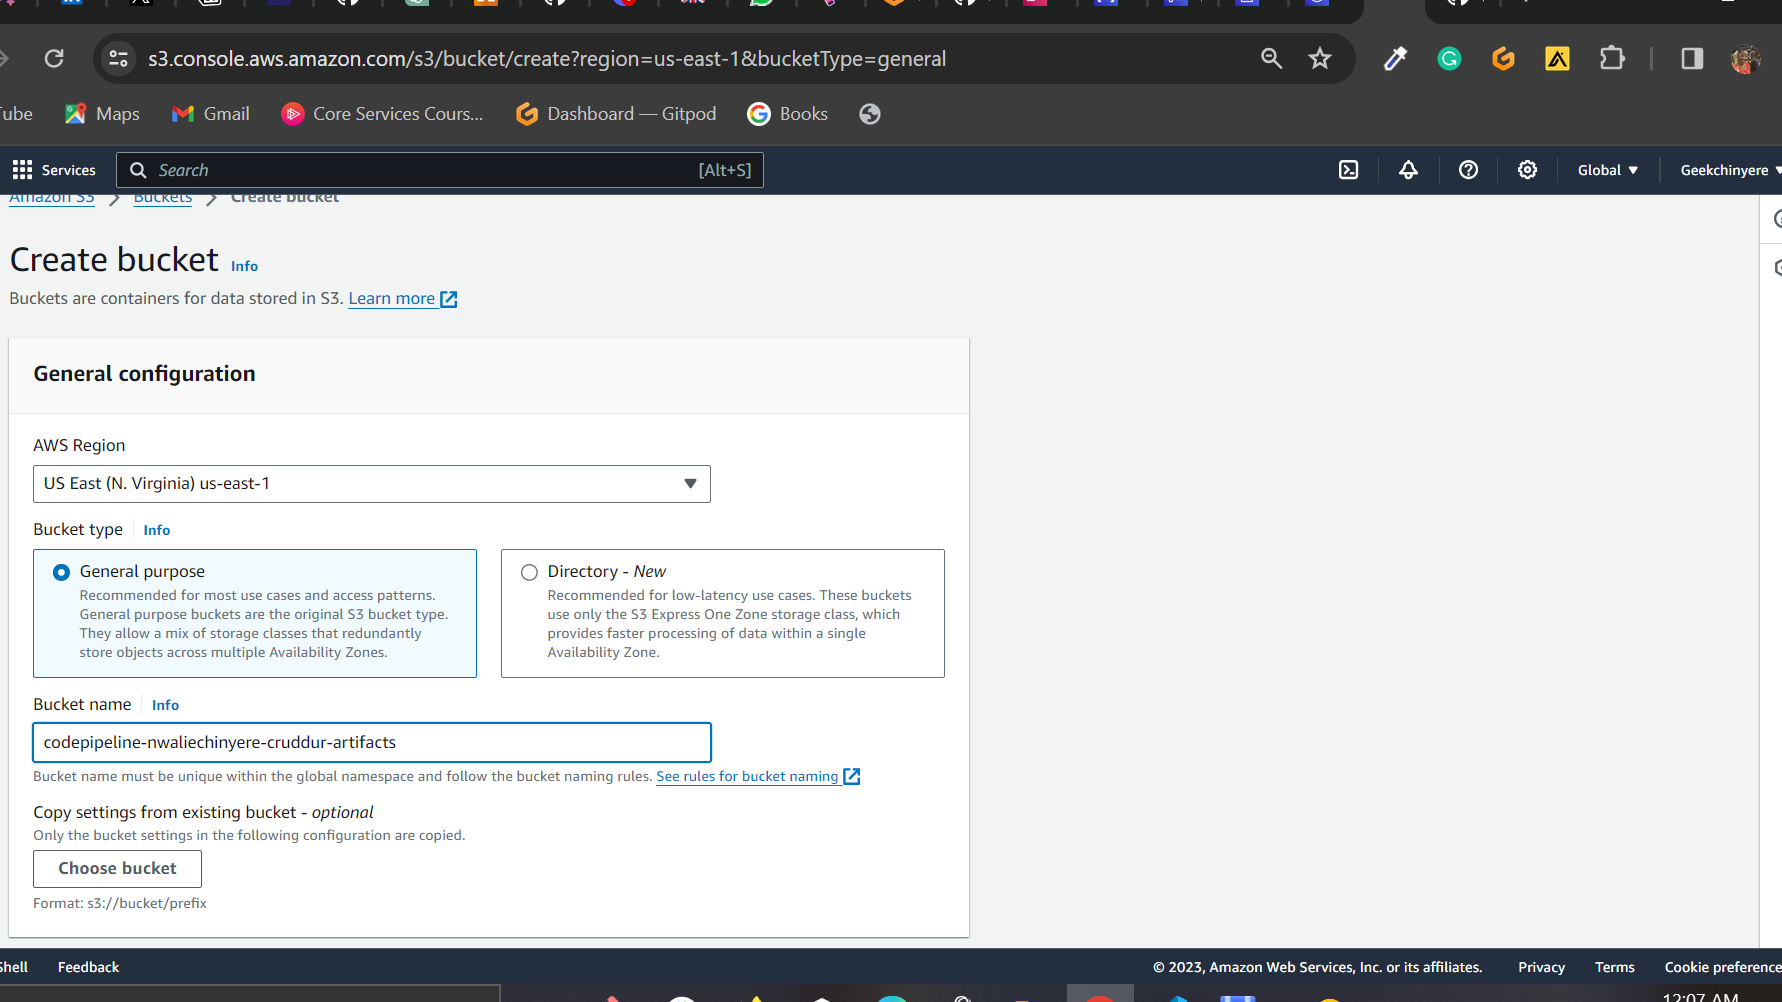 s3.console.aws.amazon.com/s3/bucket/create?region=us-east-1&bucketType=general
Maps Gmail Core Services Cours... Dashboard — Gitpod Books
Services Search [Alt+S] Global Geekchinyere
Amazon S3 Buckets Create bucket
Create bucket Info
Buckets are containers for data stored in S3. Learn more
General configuration
AWS Region
US East (N. Virginia) us-east-1
Bucket type Info
General purpose
Recommended for most use cases and access patterns.
General purpose buckets are the original S3 bucket type.
They allow a mix of storage classes that redundantly
store objects across multiple Availability Zones.
Directory - New
Recommended for low-latency use cases. These buckets
use only the S3 Express One Zone storage class, which
provides faster processing of data within a single
Availability Zone.
Bucket name Info
codepipeline-nwaliechinyere-cruddur-artifacts
Bucket name must be unique within the global namespace and follow the bucket naming rules. See rules for bucket naming
Copy settings from existing bucket - optional
Only the bucket settings in the following configuration are copied.
Choose bucket
Format: s3://bucket/prefix
Feedback © 2023, Amazon Web Services, Inc. or its affiliates. Privacy Terms Cookie preference
12:07 AM